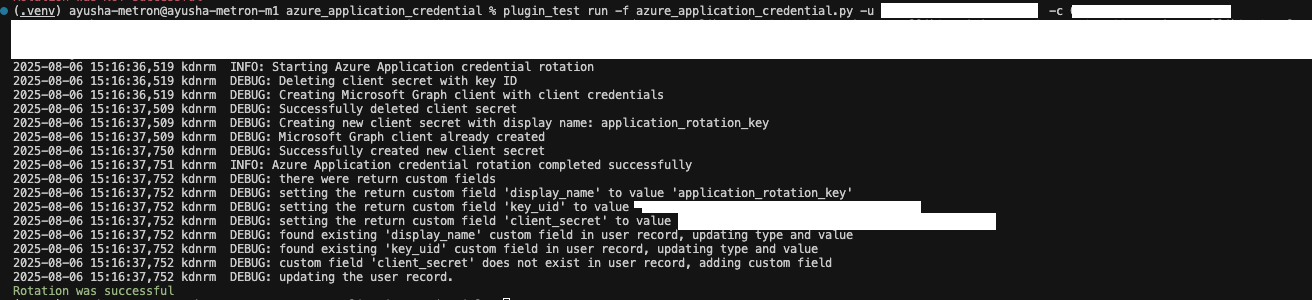 (.venv) ayusha-metron@ayusha-metron-m1 azure_application_credential % plugin_test run -f azure_application_credential.py -u -c
2025-08-06 15:16:36,519 kdnrm INFO: Starting Azure Application credential rotation
2025-08-06 15:16:36,519 kdnrm DEBUG: Deleting client secret with key ID
2025-08-06 15:16:36,519 kdnrm DEBUG: Creating Microsoft Graph client with client credentials
2025-08-06 15:16:37,509 kdnrm DEBUG: Successfully deleted client secret
2025-08-06 15:16:37,509 kdnrm DEBUG: Creating new client secret with display name: application_rotation_key
2025-08-06 15:16:37,509 kdnrm DEBUG: Microsoft Graph client already created
2025-08-06 15:16:37,750 kdnrm DEBUG: Successfully created new client secret
2025-08-06 15:16:37,751 kdnrm INFO: Azure Application credential rotation completed successfully
2025-08-06 15:16:37,752 kdnrm DEBUG: there were return custom fields
2025-08-06 15:16:37,752 kdnrm DEBUG: setting the return custom field 'display_name' to value 'application_rotation_key'
2025-08-06 15:16:37,752 kdnrm DEBUG: setting the return custom field 'key_uid' to value
2025-08-06 15:16:37,752 kdnrm DEBUG: setting the return custom field 'client_secret' to value
2025-08-06 15:16:37,752 kdnrm DEBUG: found existing 'display_name' custom field in user record, updating type and value
2025-08-06 15:16:37,752 kdnrm DEBUG: found existing 'key_uid' custom field in user record, updating type and value
2025-08-06 15:16:37,752 kdnrm DEBUG: custom field 'client_secret' does not exist in user record, adding custom field
2025-08-06 15:16:37,752 kdnrm DEBUG: updating the user record.
Rotation was successful